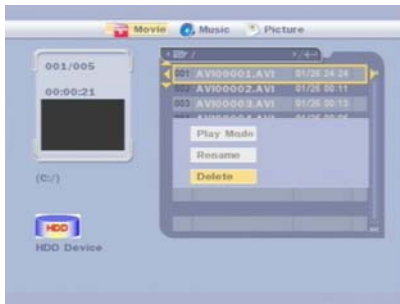 Movie Music Picture
001/005
00:00:21
(C:/)
HDD
HDD Device
/
001 AVI00001.AVI 01/26 24:24
002 AVI00002.AVI 01/26 00:11
003 AVI00003.AVI 01/26 00:13
Play Mode
Rename
Delete